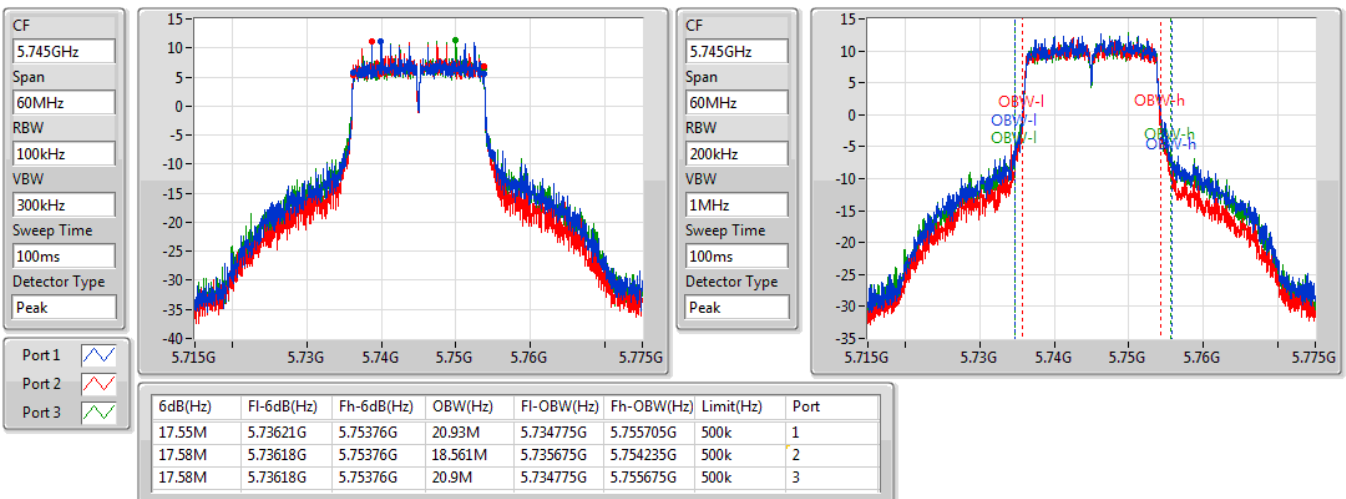 CF
5.745GHz
Span
60MHz
RBW
100kHz
VBW
300kHz
Sweep Time
100ms
Detector Type
Peak
15
10
5
0
-5
-10
-15
-20
-25
-30
-35
-40
5.715G 5.73G 5.74G 5.75G 5.76G 5.775G
CF
5.745GHz
Span
60MHz
RBW
200kHz
VBW
1MHz
Sweep Time
100ms
Detector Type
Peak
15
10
5
0
-5
-10
-15
-20
-25
-30
-35
OBW-l OBW-h
OBW-l
OBW-l
OBW-h
OBW-h
5.715G 5.73G 5.74G 5.75G 5.76G 5.775G
Port 1
Port 2
Port 3
6dB(Hz) Fl-6dB(Hz) Fh-6dB(Hz) OBW(Hz) Fl-OBW(Hz) Fh-OBW(Hz) Limit(Hz) Port
17.55M 5.73621G 5.75376G 20.93M 5.734775G 5.755705G 500k 1
17.58M 5.73618G 5.75376G 18.561M 5.735675G 5.754235G 500k 2
17.58M 5.73618G 5.75376G 20.9M 5.734775G 5.755675G 500k 3